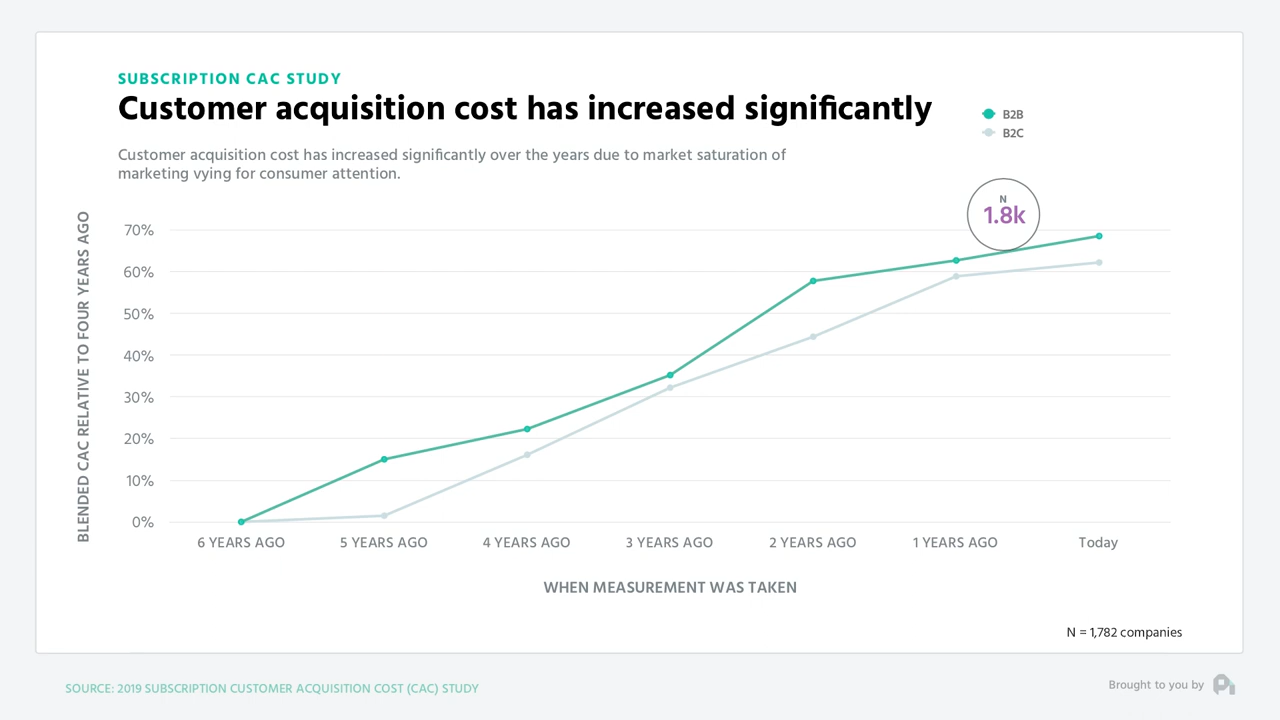 SUBSCRIPTION CAC STUDY
Customer acquisition cost has increased significantly
B2B
B2C
Customer acquisition cost has increased significantly over the years due to market saturation of
marketing vying for consumer attention.
N
1.8k
BLENDED CAC RELATIVE TO FOUR YEARS AGO
70%
60%
50%
40%
30%
20%
10%
0%
6 YEARS AGO 5 YEARS AGO 4 YEARS AGO 3 YEARS AGO 2 YEARS AGO 1 YEARS AGO Today
WHEN MEASUREMENT WAS TAKEN
N = 1,782 companies
SOURCE: 2019 SUBSCRIPTION CUSTOMER ACQUISITION COST (CAC) STUDY
Brought to you by